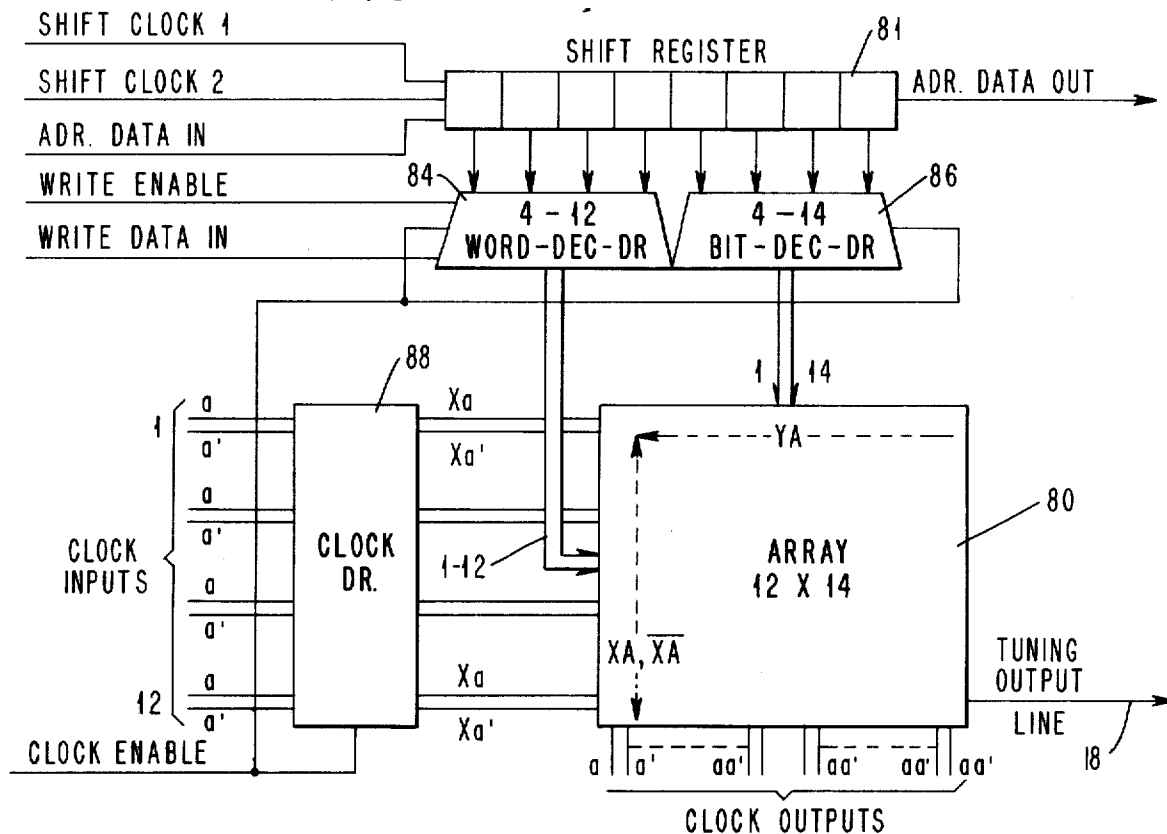 SHIFT CLOCK 1
SHIFT REGISTER
81
SHIFT CLOCK 2
ADR. DATA OUT
ADR. DATA IN
WRITE ENABLE
84
86
4 - 12
4 - 14
WRITE DATA IN
WORD-DEC-DR
BIT-DEC-DR
88
1
14
a
Xa
1
a'
Xa'
YA
a
80
a'
CLOCK
INPUTS
CLOCK
DR.
1-12
ARRAY
12 X 14
a
a'
XA, X̅A̅
TUNING
OUTPUT
LINE
a
Xa
12
a'
Xa'
18
CLOCK ENABLE
a a' aa' aa' aa' aa'
CLOCK OUTPUTS